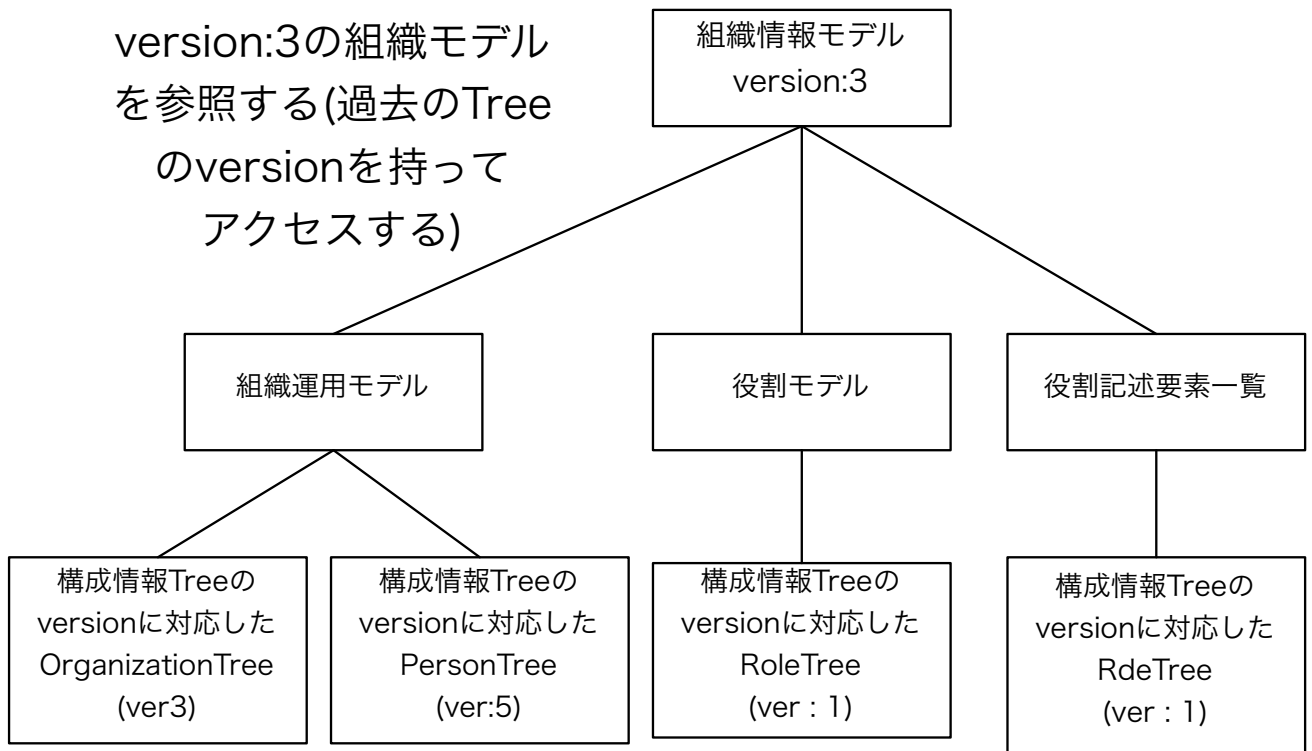 version:3の組織モデル
を参照する(過去のTree
のversionを持って
アクセスする)
組織情報モデル
version:3
組織運用モデル
役割モデル
役割記述要素一覧
構成情報Treeの
versionに対応した
OrganizationTree
(ver3)
構成情報Treeの
versionに対応した
PersonTree
(ver:5)
構成情報Treeの
versionに対応した
RoleTree
(ver : 1)
構成情報Treeの
versionに対応した
RdeTree
(ver : 1)